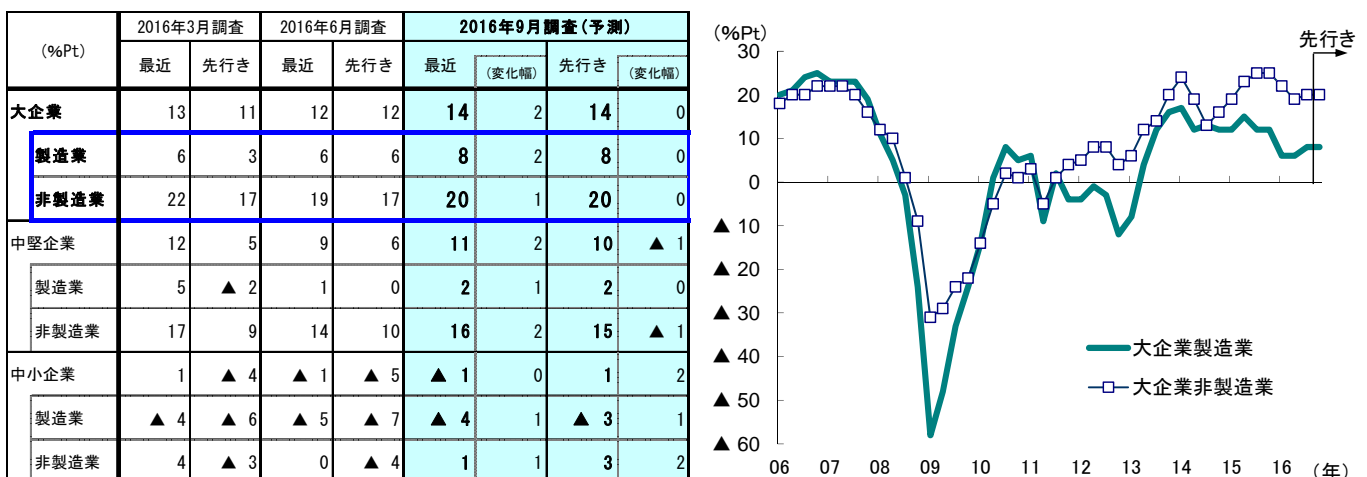 (%Pt) 2016年3月調査 2016年6月調査 2016年9月調査(予測)
最近 先行き 最近 先行き 最近 (変化幅) 先行き (変化幅)
大企業 13 11 12 12 14 2 14 0
製造業 6 3 6 6 8 2 8 0
非製造業 22 17 19 17 20 1 20 0
中堅企業 12 5 9 6 11 2 10 ▲ 1
製造業 5 ▲ 2 1 0 2 1 2 0
非製造業 17 9 14 10 16 2 15 ▲ 1
中小企業 1 ▲ 4 ▲ 1 ▲ 5 ▲ 1 0 1 2
製造業 ▲ 4 ▲ 6 ▲ 5 ▲ 7 ▲ 4 1 ▲ 3 1
非製造業 4 ▲ 3 0 ▲ 4 1 1 3 2
(%Pt)
先行き
30
20
10
0
▲ 10
▲ 20
▲ 30
▲ 40
▲ 50
▲ 60
大企業製造業
大企業非製造業
06 07 08 09 10 11 12 13 14 15 16 (年)